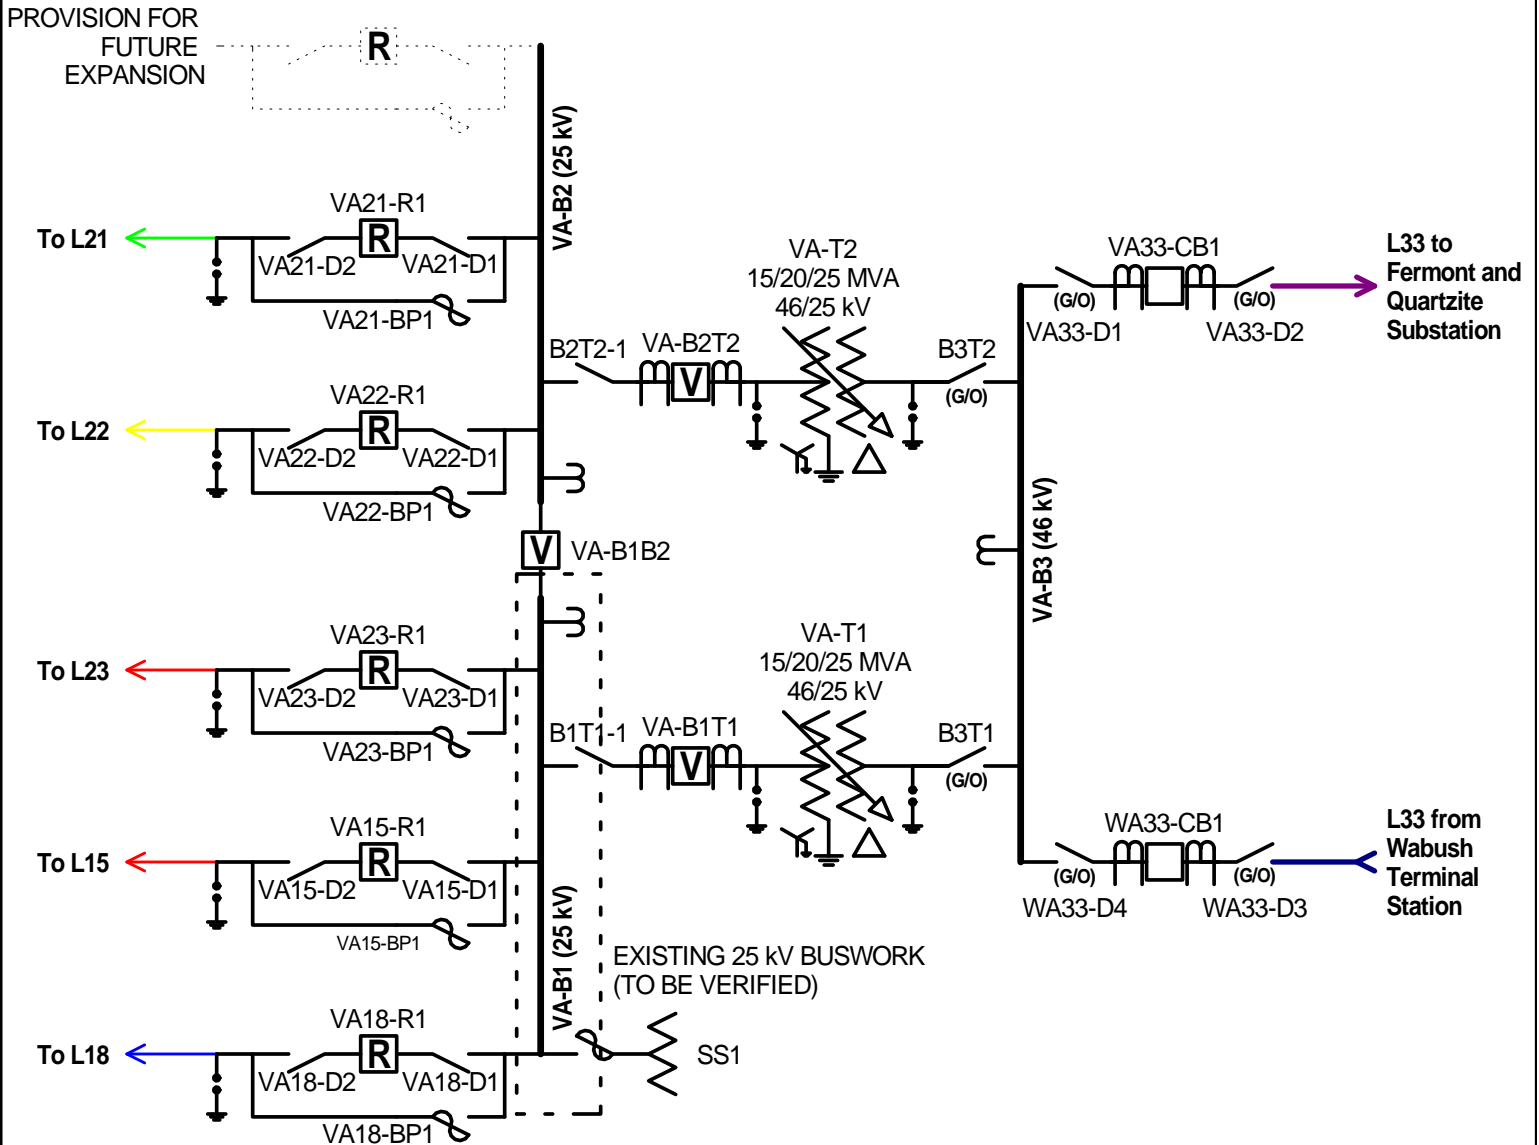 PROVISION FOR
FUTURE
EXPANSION
R
VA-B2 (25 kV)
VA21-R1
To L21
R
VA21-D2
VA21-D1
VA21-BP1
VA22-R1
To L22
R
VA22-D2
VA22-D1
VA22-BP1
V
VA-B1B2
VA23-R1
To L23
R
VA23-D2
VA23-D1
VA23-BP1
VA15-R1
To L15
R
VA15-D2
VA15-D1
VA15-BP1
VA-B1 (25 kV)
VA18-R1
To L18
R
VA18-D2
VA18-D1
VA18-BP1
EXISTING 25 kV BUSWORK
(TO BE VERIFIED)
SS1
B2T2-1
VA-B2T2
V
VA-T2
15/20/25 MVA
46/25 kV
B3T2
(G/O)
B1T1-1
VA-B1T1
V
VA-T1
15/20/25 MVA
46/25 kV
B3T1
(G/O)
VA-B3 (46 kV)
VA33-CB1
(G/O)
(G/O)
VA33-D1
VA33-D2
L33 to
Fermont and
Quartzite
Substation
WA33-CB1
(G/O)
(G/O)
WA33-D4
WA33-D3
L33 from
Wabush
Terminal
Station